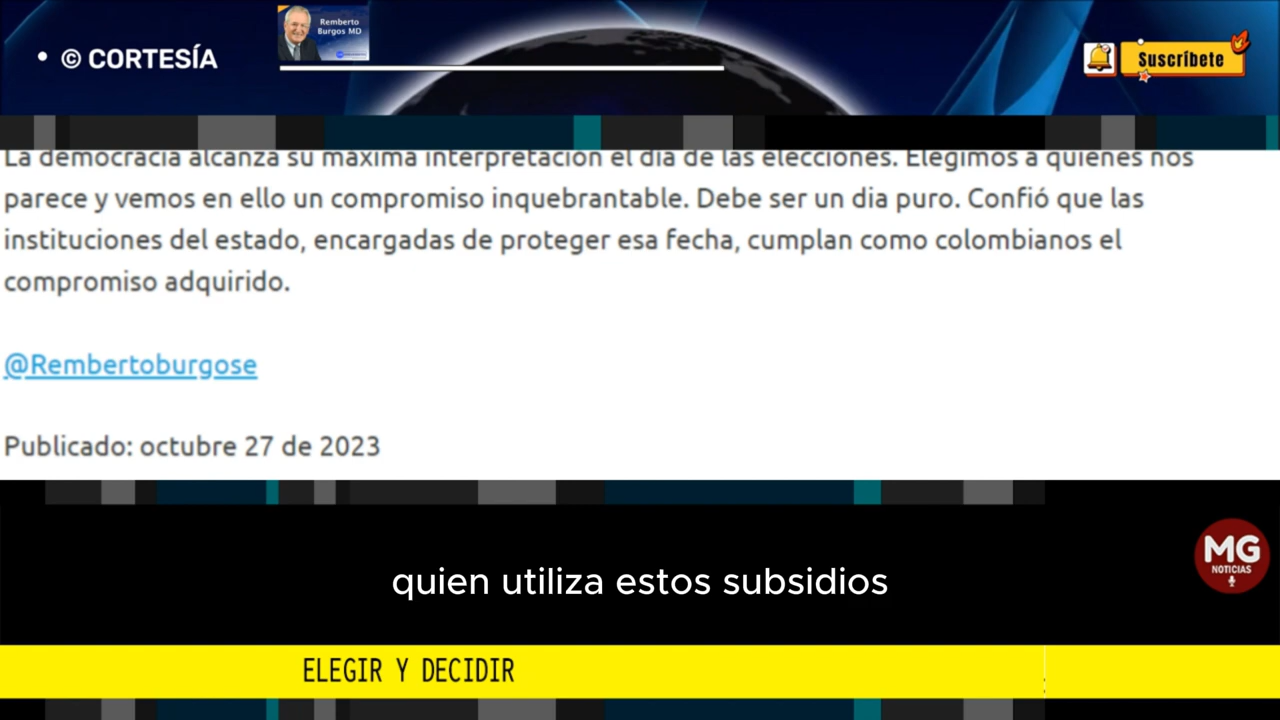 • © CORTESÍA
Remberto
Burgos MD
Suscríbete
La democracia alcanza su máxima interpretación el día de las elecciones. Elegimos a quienes nos
parece y vemos en ello un compromiso inquebrantable. Debe ser un dia puro. Confió que las
instituciones del estado, encargadas de proteger esa fecha, cumplan como colombianos el
compromiso adquirido.
@Rembertoburgose
Publicado: octubre 27 de 2023
MG
NOTICIAS
quien utiliza estos subsidios
ELEGIR Y DECIDIR